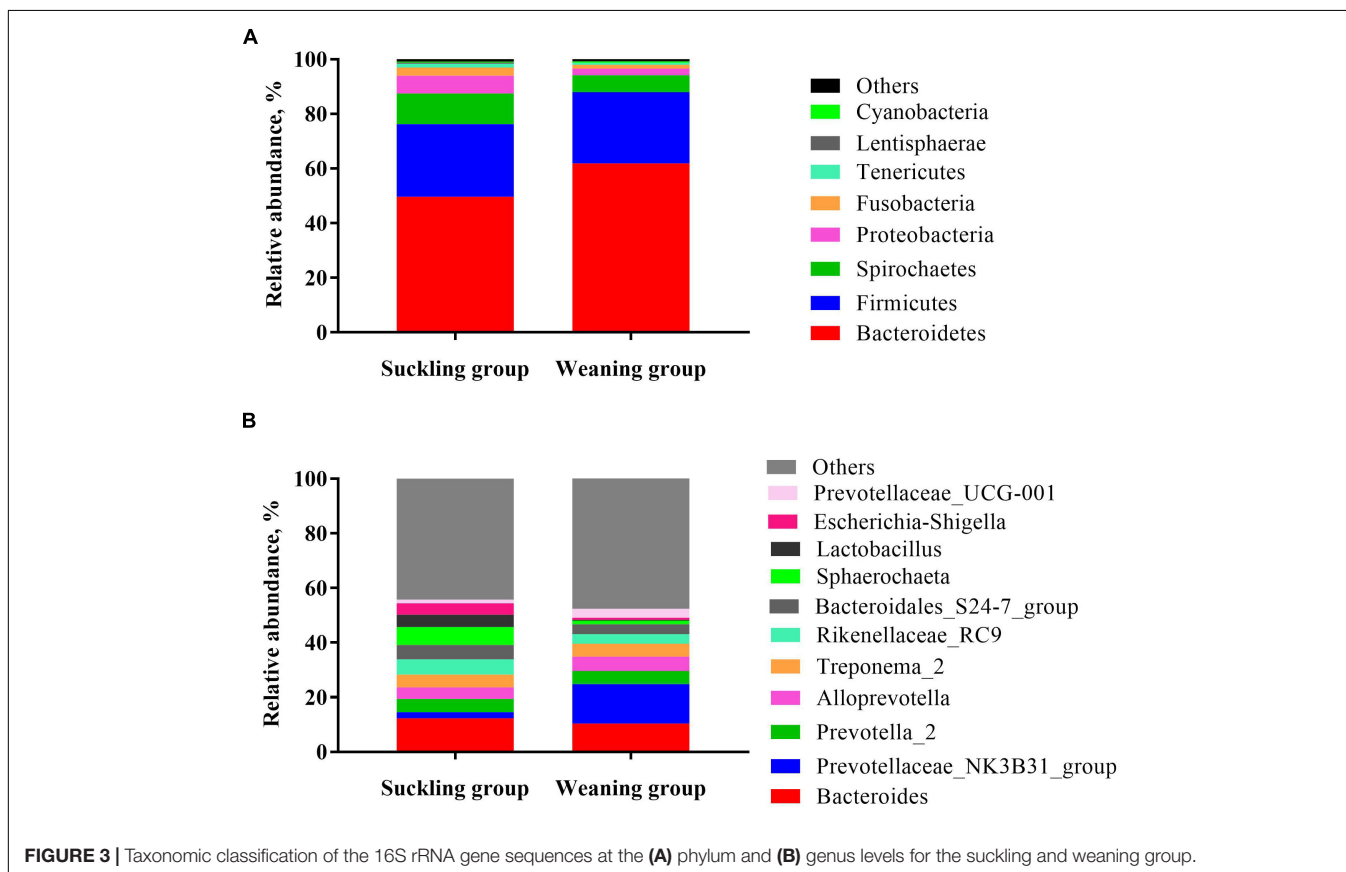 A
Relative abundance, %
100
80
60
40
20
0
Suckling group
Weaning group
Others
Cyanobacteria
Lentisphaerae
Tenericutes
Fusobacteria
Proteobacteria
Spirochaetes
Firmicutes
Bacteroidetes
B
Relative abundance, %
100
80
60
40
20
0
Suckling group
Weaning group
Others
Prevotellaceae_UCG-001
Escherichia-Shigella
Lactobacillus
Sphaerochaeta
Bacteroidales_S24-7_group
Rikenellaceae_RC9
Treponema_2
Alloprevotella
Prevotella_2
Prevotellaceae_NK3B31_group
Bacteroides
FIGURE 3 | Taxonomic classification of the 16S rRNA gene sequences at the (A) phylum and (B) genus levels for the suckling and weaning group.